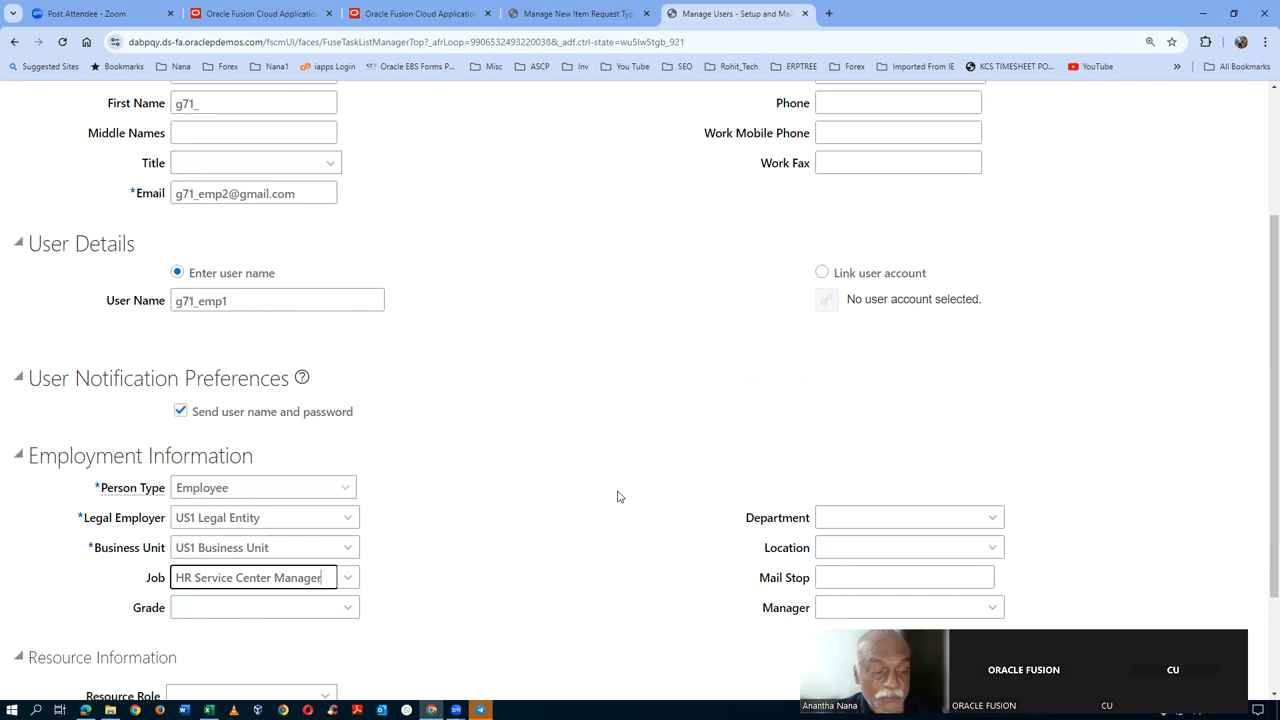 Post Attendee - Zoom
Oracle Fusion Cloud Applicatio
Oracle Fusion Cloud Applicatio
Manage New Item Request Typ
Manage Users - Setup and Ma
dabpqy.ds-fa.oraclepdemos.com/fscmUI/faces/FuseTaskListManagerTop?_afrLoop=9906532493220038&_adf.ctrl-state=wu5lw5tgb_921
Suggested Sites
Bookmarks
Nana
Forex
Nana1
iapps Login
Oracle EBS Forms P...
Misc
ASCP
Inv
You Tube
SEO
Rohit_Tech
ERPTREE
Forex
Imported From IE
KCS TIMESHEET PO...
YouTube
All Bookmarks
First Name g71_
Phone
Middle Names
Work Mobile Phone
Title
Work Fax
*Email g71_emp2@gmail.com
User Details
Enter user name
Link user account
User Name g71_emp1
No user account selected.
User Notification Preferences
Send user name and password
Employment Information
*Person Type Employee
*Legal Employer US1 Legal Entity
Department
*Business Unit US1 Business Unit
Location
Job HR Service Center Manager
Mail Stop
Grade
Manager
Resource Information
Resource Role
ORACLE FUSION
CU
Anantha Nana
ORACLE FUSION
CU